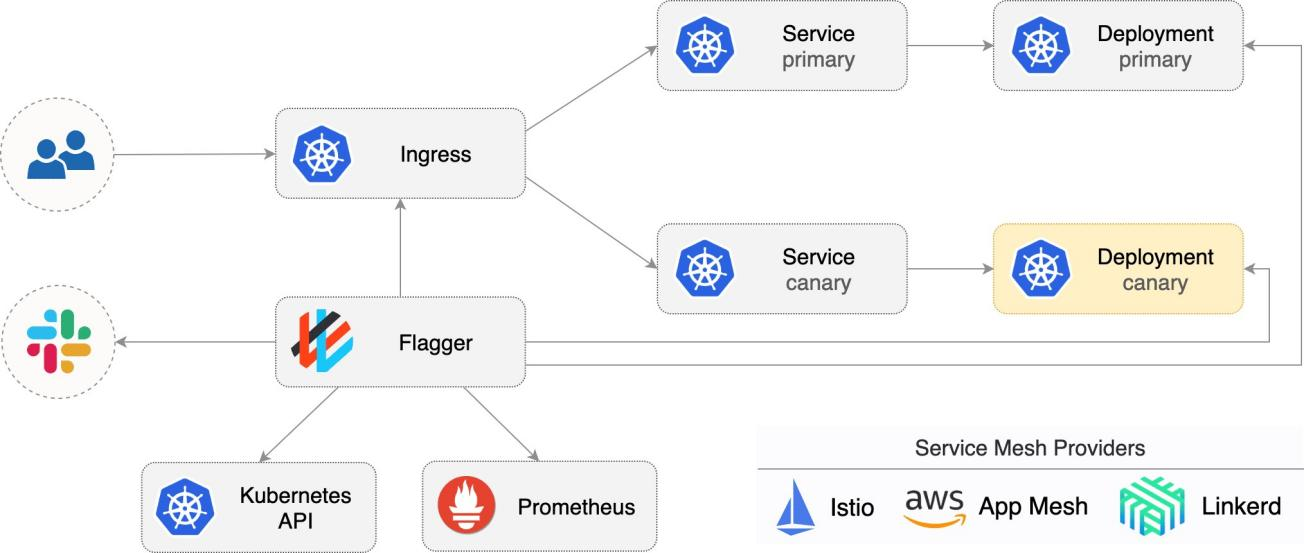 Service
primary
Deployment
primary
Ingress
Service
canary
Deployment
canary
Flagger
Kubernetes
API
Prometheus
Service Mesh Providers
Istio
aws
App Mesh
Linkerd